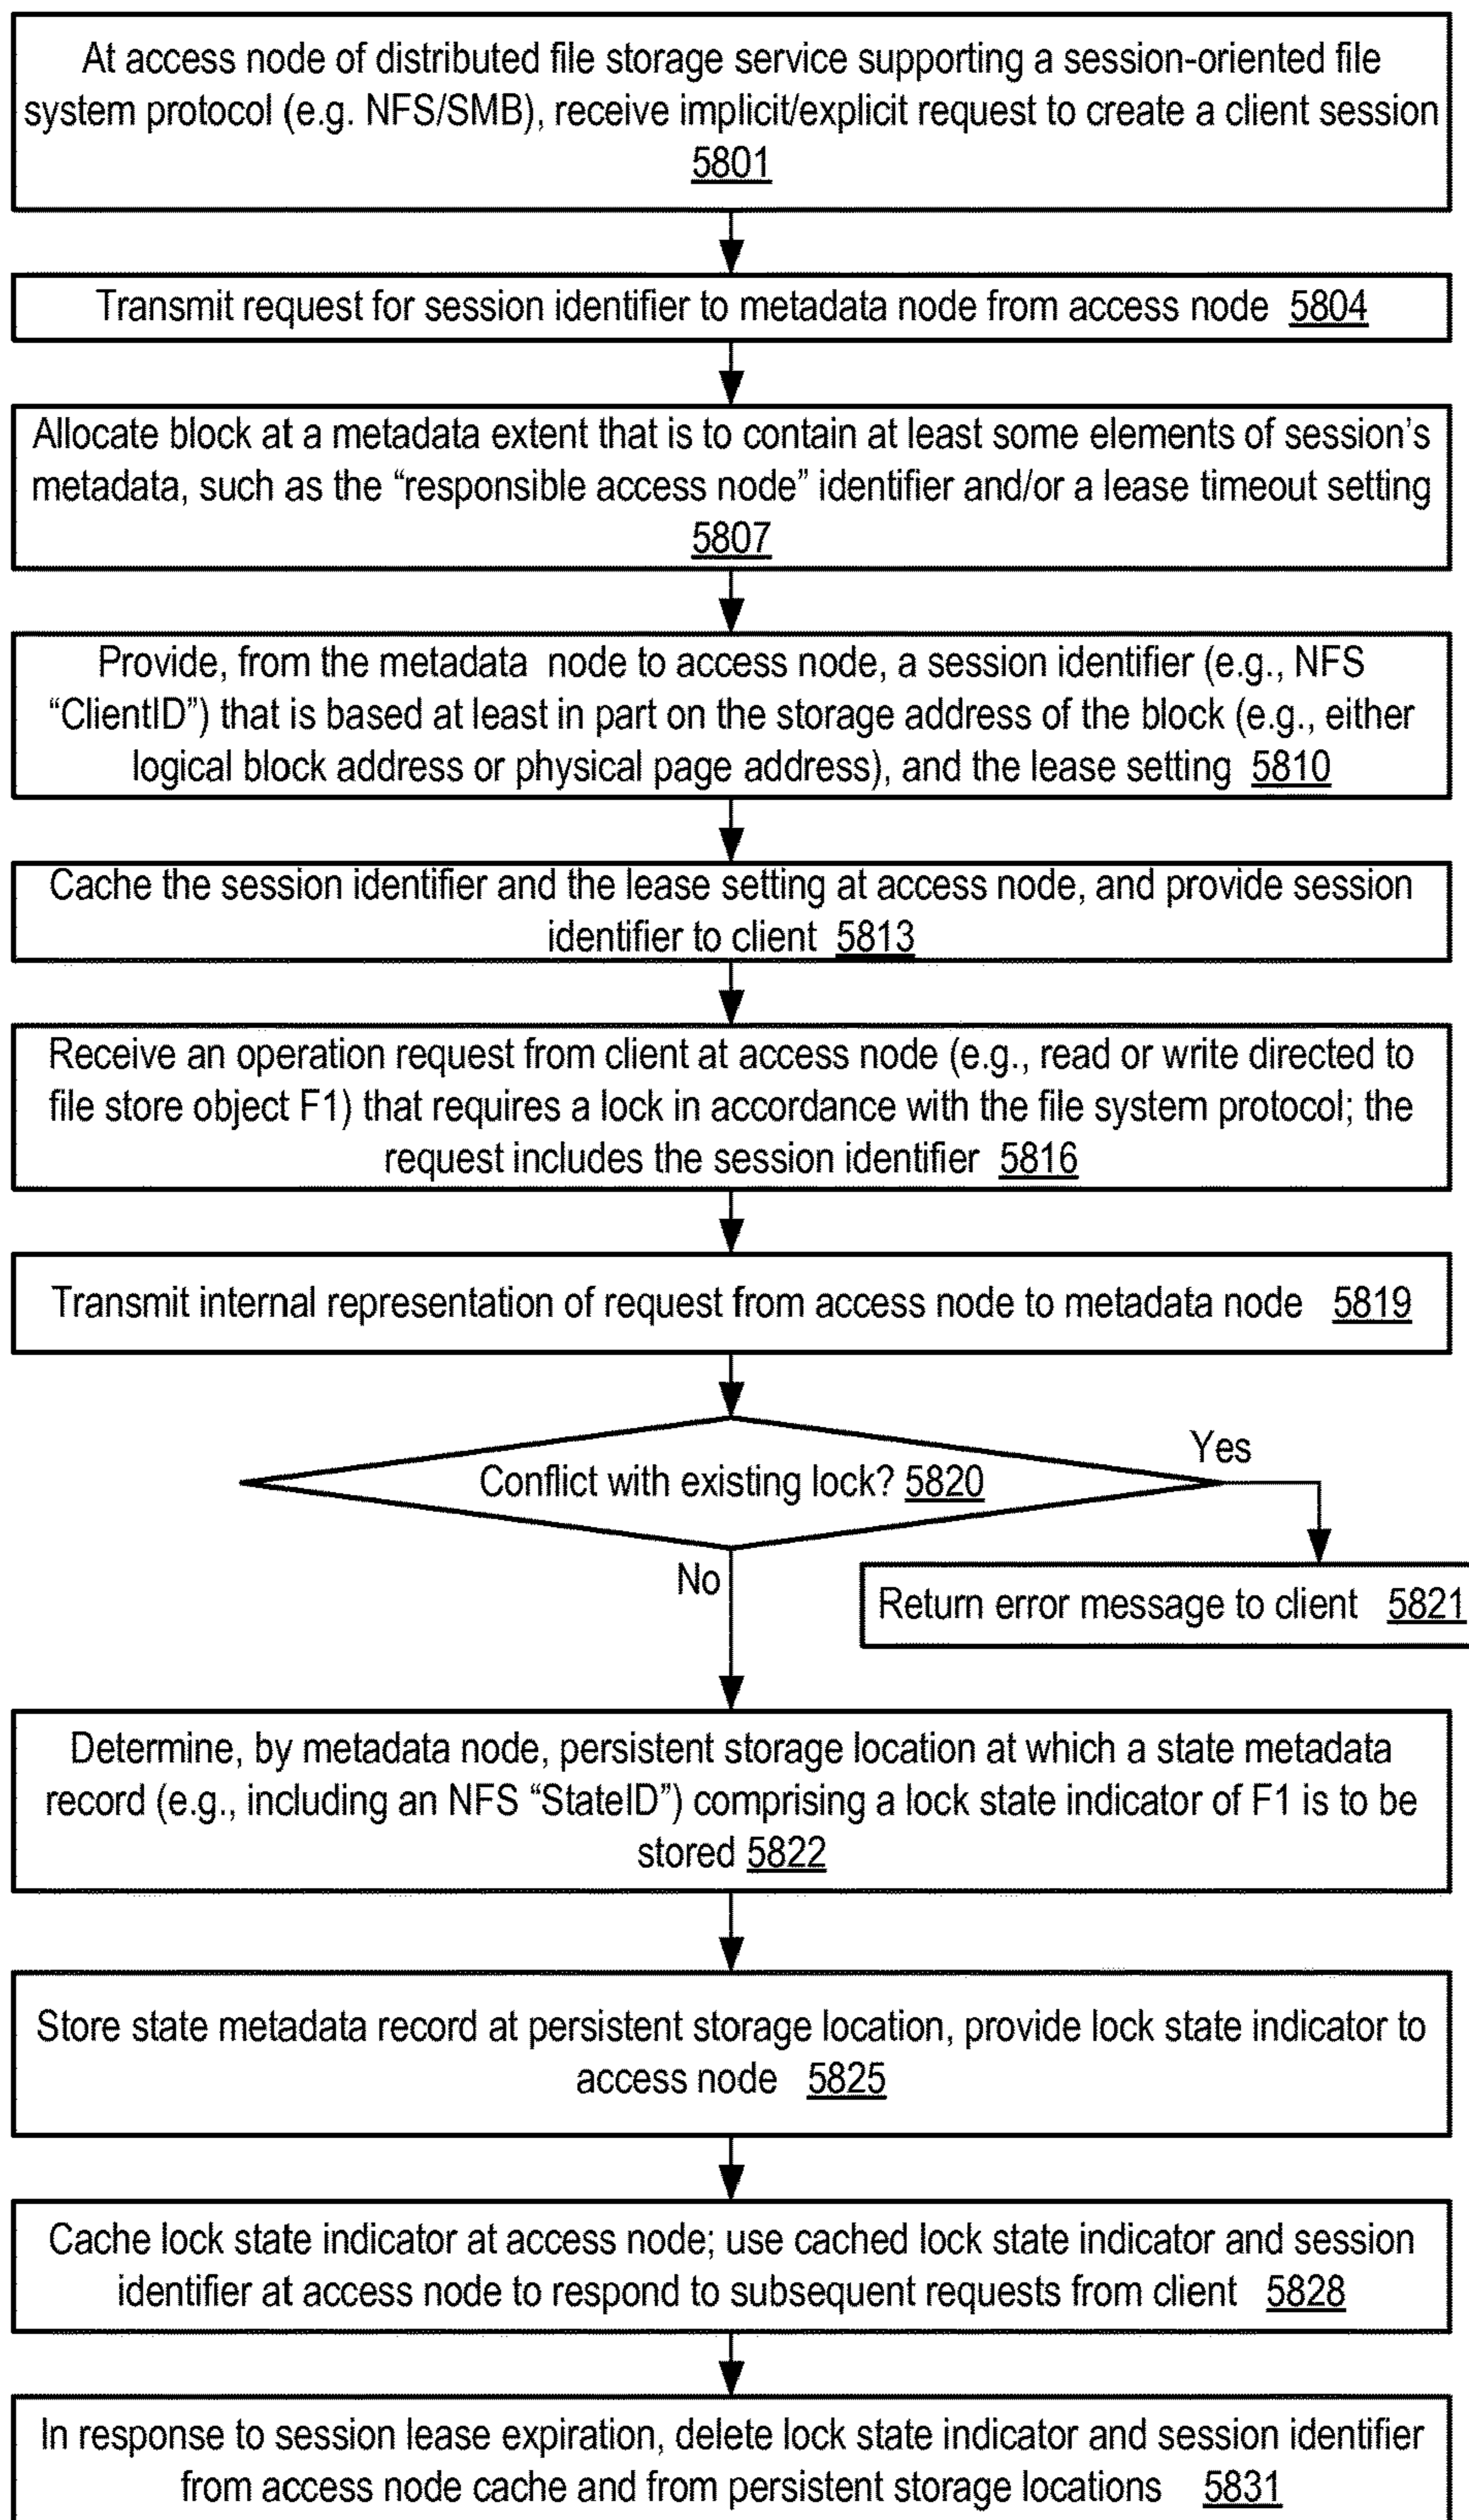 At access node of distributed file storage service supporting a session-oriented file
system protocol (e.g. NFS/SMB), receive implicit/explicit request to create a client session
5801
Transmit request for session identifier to metadata node from access node 5804
Allocate block at a metadata extent that is to contain at least some elements of session’s
metadata, such as the “responsible access node” identifier and/or a lease timeout setting
5807
Provide, from the metadata node to access node, a session identifier (e.g., NFS
“ClientID”) that is based at least in part on the storage address of the block (e.g., either
logical block address or physical page address), and the lease setting 5810
Cache the session identifier and the lease setting at access node, and provide session
identifier to client 5813
Receive an operation request from client at access node (e.g., read or write directed to
file store object F1) that requires a lock in accordance with the file system protocol; the
request includes the session identifier 5816
Transmit internal representation of request from access node to metadata node 5819
Conflict with existing lock? 5820
Yes
No
Return error message to client 5821
Determine, by metadata node, persistent storage location at which a state metadata
record (e.g., including an NFS “StateID”) comprising a lock state indicator of F1 is to be
stored 5822
Store state metadata record at persistent storage location, provide lock state indicator to
access node 5825
Cache lock state indicator at access node; use cached lock state indicator and session
identifier at access node to respond to subsequent requests from client 5828
In response to session lease expiration, delete lock state indicator and session identifier
from access node cache and from persistent storage locations 5831